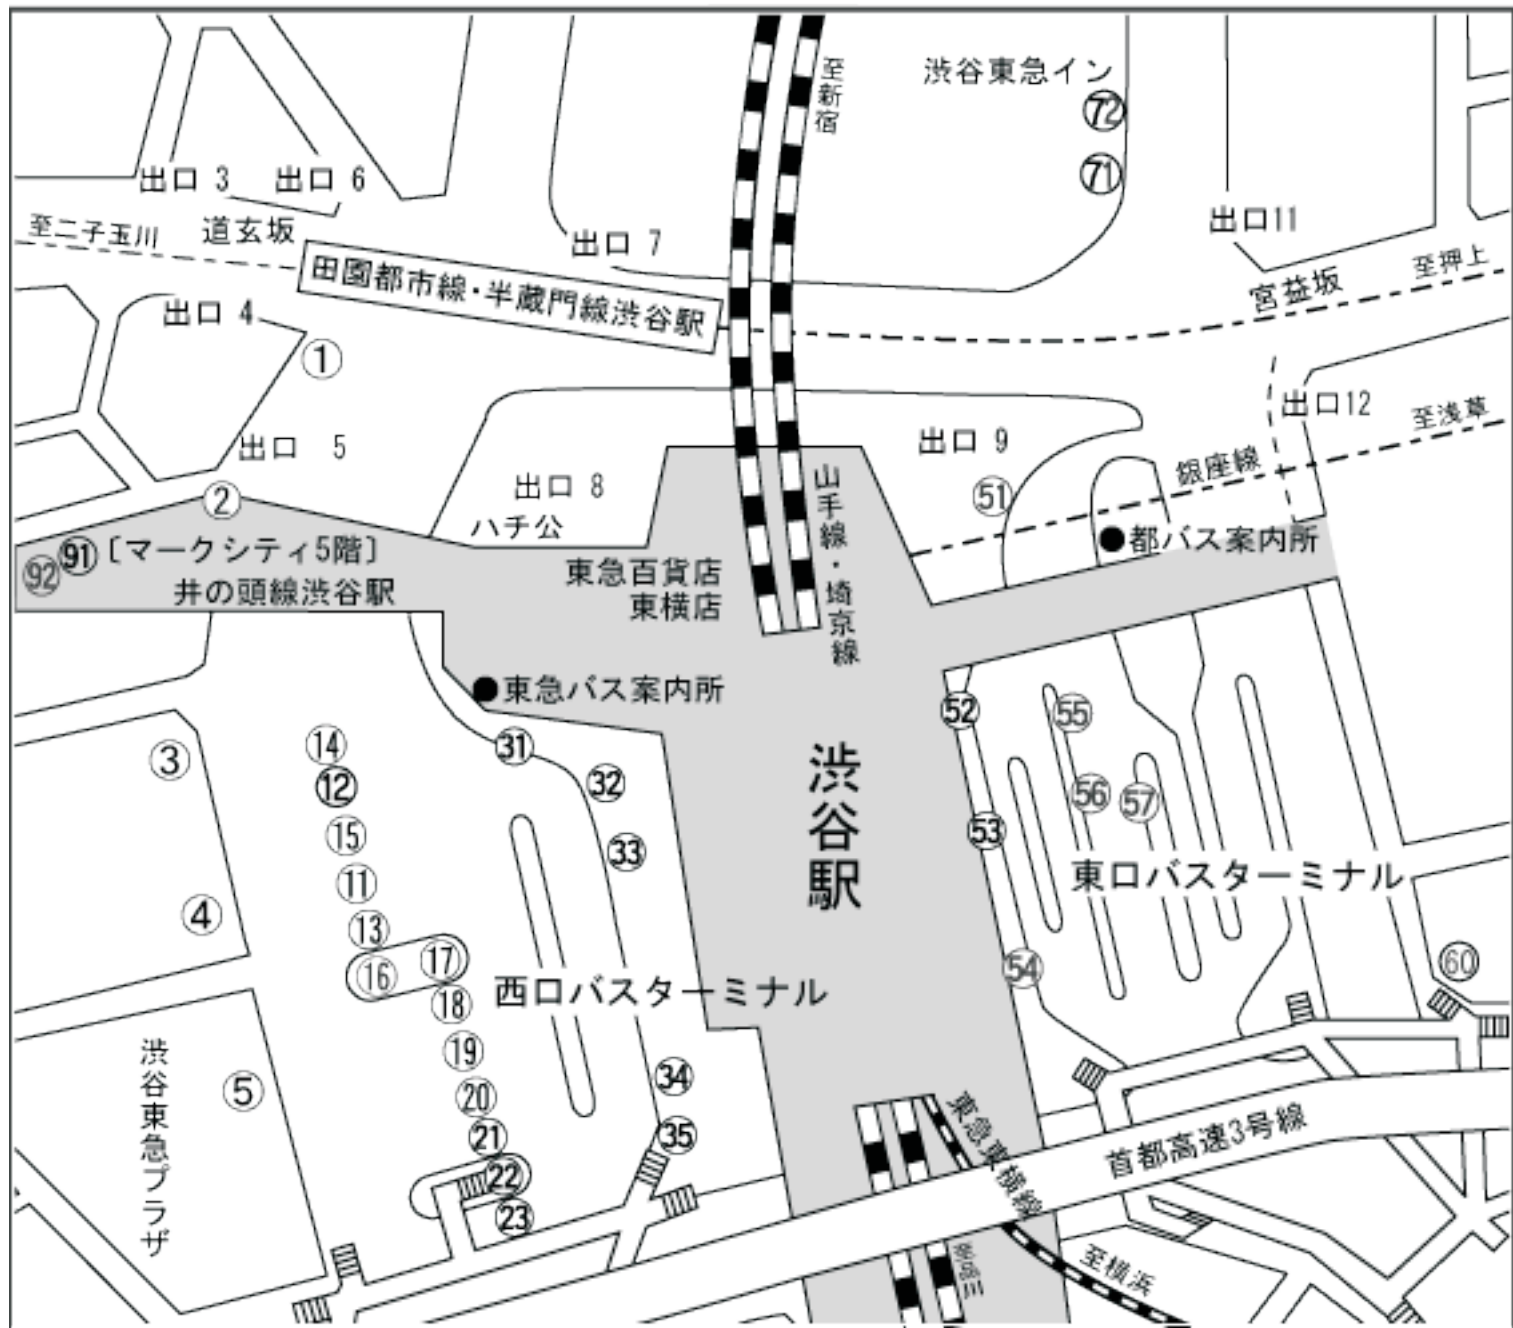 至新宿
渋谷東急イン
72
71
出口 3
出口 6
出口11
至二子玉川
道玄坂
出口 7
田園都市線・半蔵門線渋谷駅
宮益坂
至押上
出口 4
①
出口12
至浅草
出口 5
出口 9
銀座線
出口 8
51
②
ハチ公
山手線・埼京線
●都バス案内所
91〔マークシティ5階〕
92
井の頭線渋谷駅
東急百貨店
東横店
●東急バス案内所
52
55
③
14
31
渋谷駅
12
32
56
57
15
33
53
11
東口バスターミナル
④
13
16
17
54
60
18
西口バスターミナル
19
渋谷東急プラザ
⑤
20
34
21
35
東急東横線
首都高速3号線
22
23
至横浜